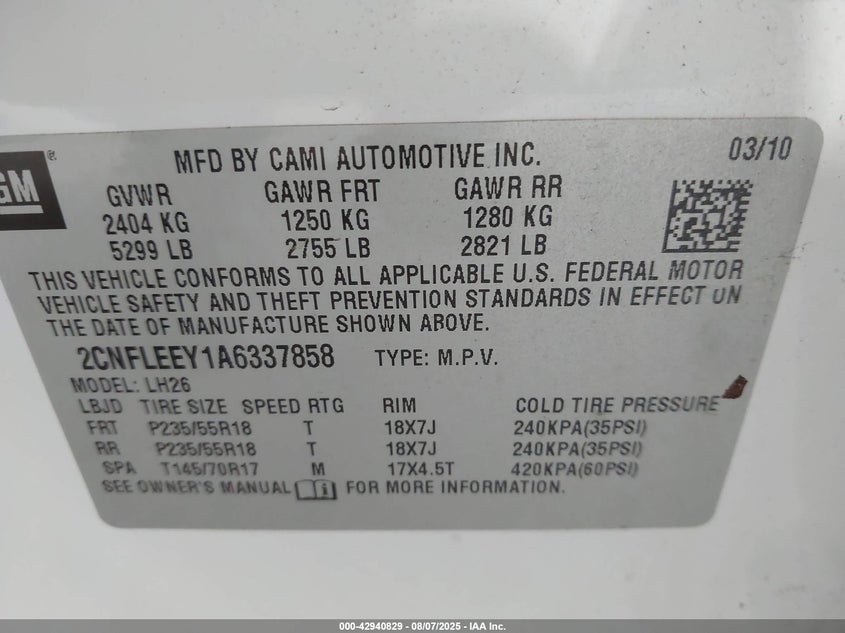 GM
MFD BY CAMI AUTOMOTIVE INC. 03/10
GVWR GAWR FRT GAWR RR
2404 KG 1250 KG 1280 KG
5299 LB 2755 LB 2821 LB
THIS VEHICLE CONFORMS TO ALL APPLICABLE U.S. FEDERAL MOTOR
VEHICLE SAFETY AND THEFT PREVENTION STANDARDS IN EFFECT ON
THE DATE OF MANUFACTURE SHOWN ABOVE.
2CNFLEEY1A6337858 TYPE: M.P.V.
MODEL: LH26
LBJD TIRE SIZE SPEED RTG RIM COLD TIRE PRESSURE
FRT P235/55R18 T 18X7J 240KPA(35PSI)
RR P235/55R18 T 18X7J 240KPA(35PSI)
SPA T145/70R17 M 17X4.5T 420KPA(60PSI)
SEE OWNER'S MANUAL FOR MORE INFORMATION.
000-42940829 - 08/07/2025 - IAA Inc.